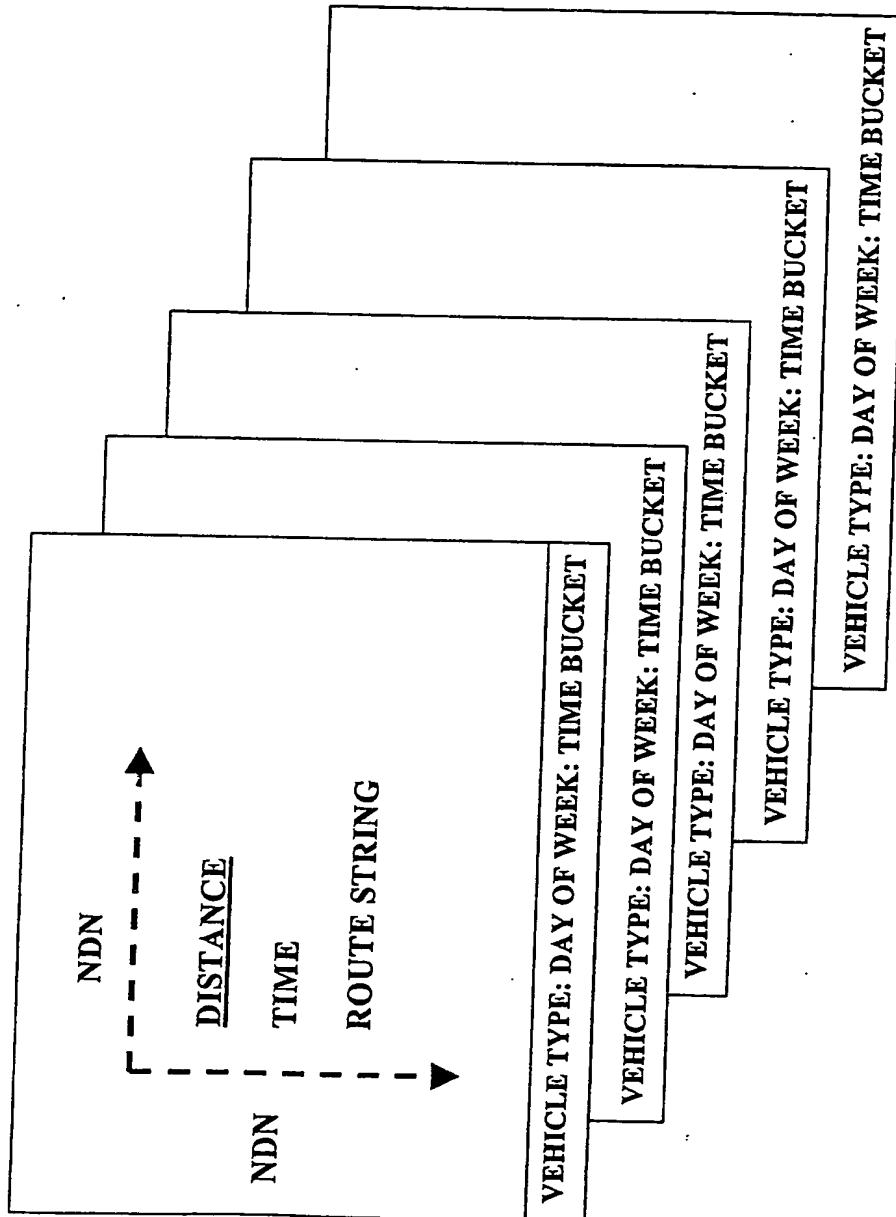 NDN
NDN
DISTANCE
TIME
ROUTE STRING
VEHICLE TYPE: DAY OF WEEK: TIME BUCKET
VEHICLE TYPE: DAY OF WEEK: TIME BUCKET
VEHICLE TYPE: DAY OF WEEK: TIME BUCKET
VEHICLE TYPE: DAY OF WEEK: TIME BUCKET
VEHICLE TYPE: DAY OF WEEK: TIME BUCKET